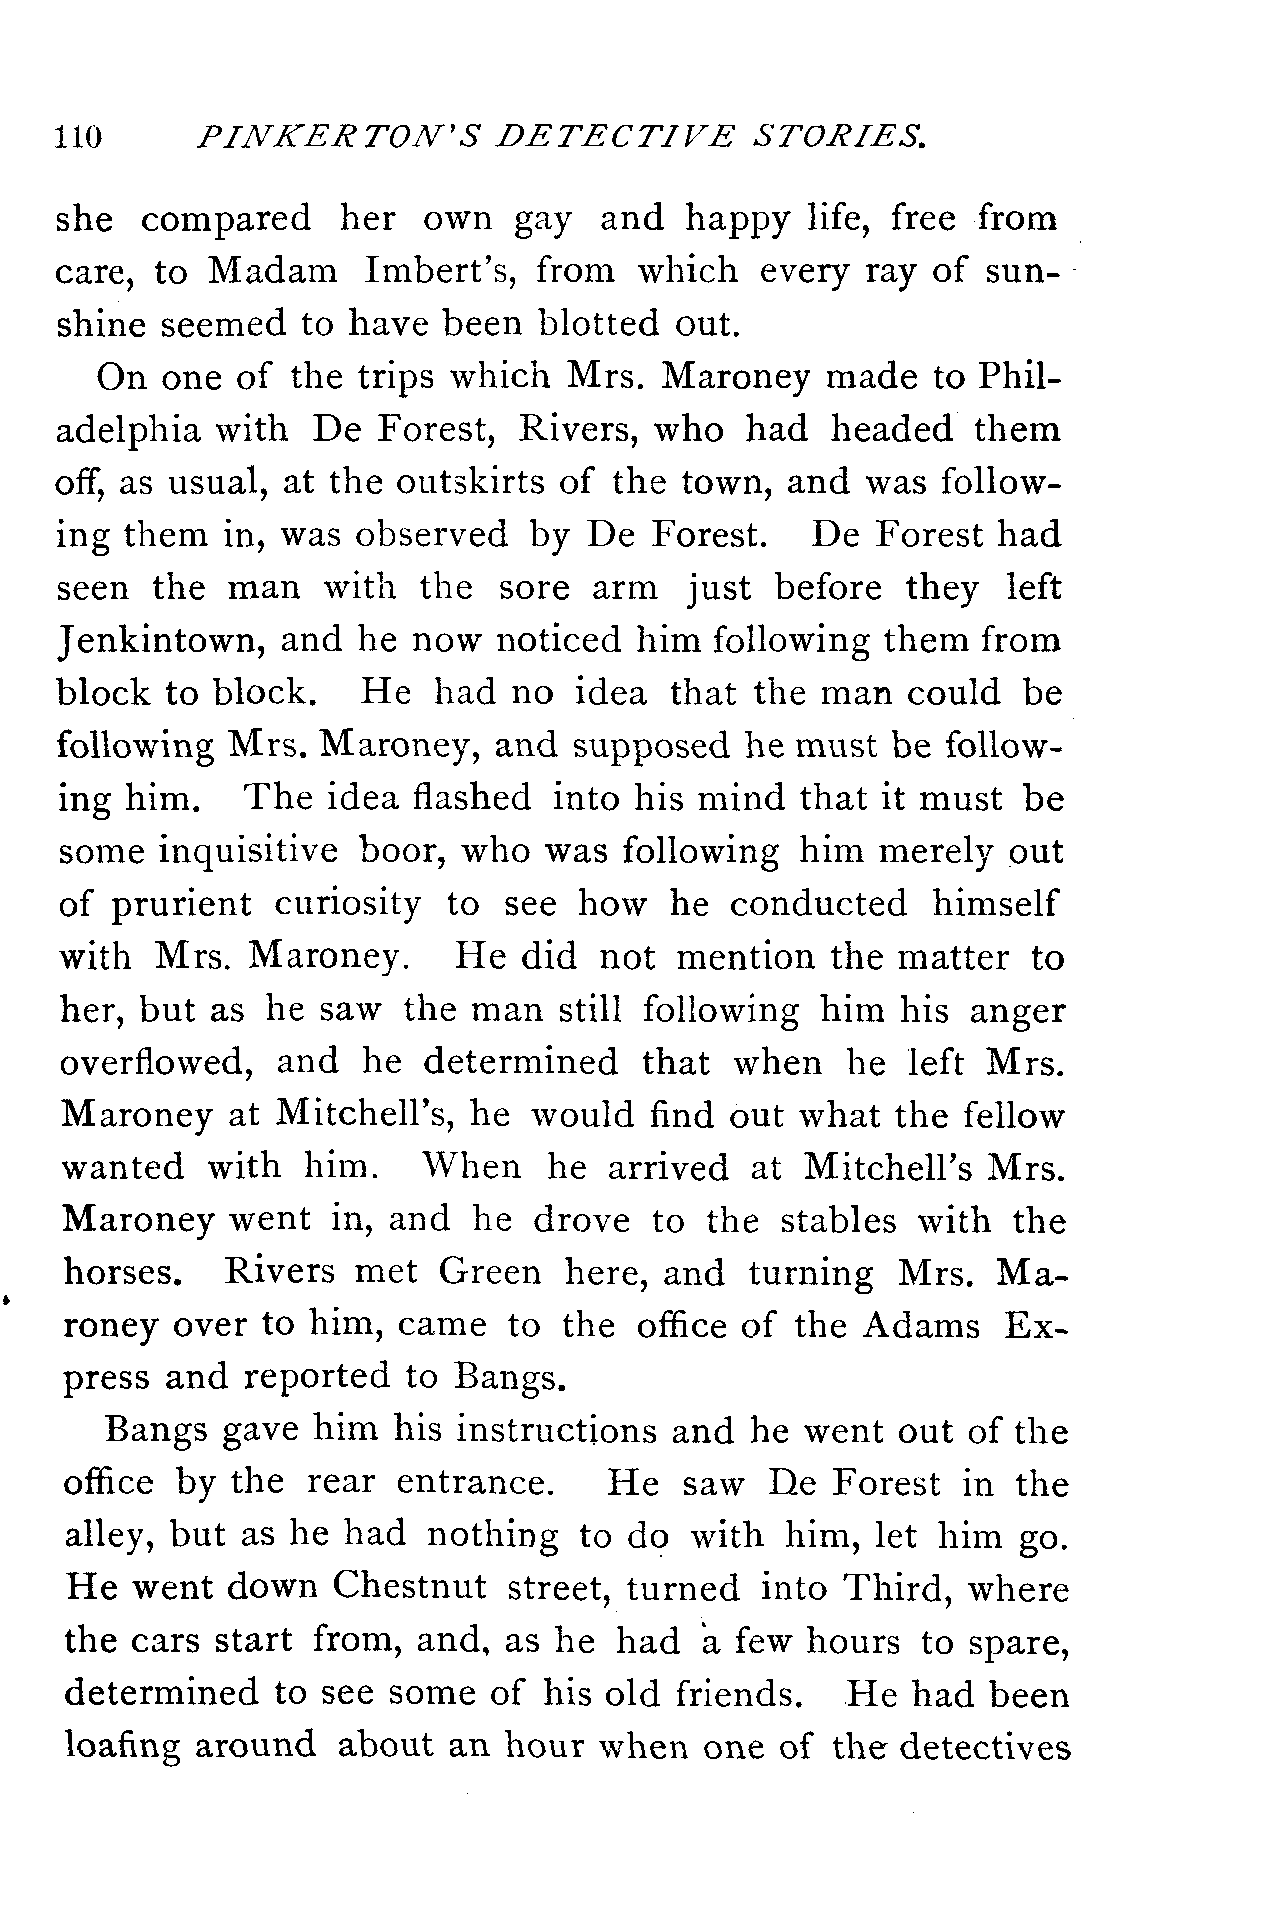 110 PINKERTON'S DETECTIVE STORIES.
she compared her own gay and happy life, free from
care, to Madam Imbert's, from which every ray of sun-
shine seemed to have been blotted out.
On one of the trips which Mrs. Maroney made to Phil-
adelphia with De Forest, Rivers, who had headed them
off, as usual, at the outskirts of the town, and was follow-
ing them in, was observed by De Forest. De Forest had
seen the man with the sore arm just before they left
Jenkintown, and he now noticed him following them from
block to block. He had no idea that the man could be
following Mrs. Maroney, and supposed he must be follow-
ing him. The idea flashed into his mind that it must be
some inquisitive boor, who was following him merely out
of prurient curiosity to see how he conducted himself
with Mrs. Maroney. He did not mention the matter to
her, but as he saw the man still following him his anger
overflowed, and he determined that when he left Mrs.
Maroney at Mitchell's, he would find out what the fellow
wanted with him. When he arrived at Mitchell's Mrs.
Maroney went in, and he drove to the stables with the
horses. Rivers met Green here, and turning Mrs. Ma-
roney over to him, came to the office of the Adams Ex-
press and reported to Bangs.
Bangs gave him his instructions and he went out of the
office by the rear entrance. He saw De Forest in the
alley, but as he had nothing to do with him, let him go.
He went down Chestnut street, turned into Third, where
the cars start from, and, as he had a few hours to spare,
determined to see some of his old friends. He had been
loafing around about an hour when one of the detectives